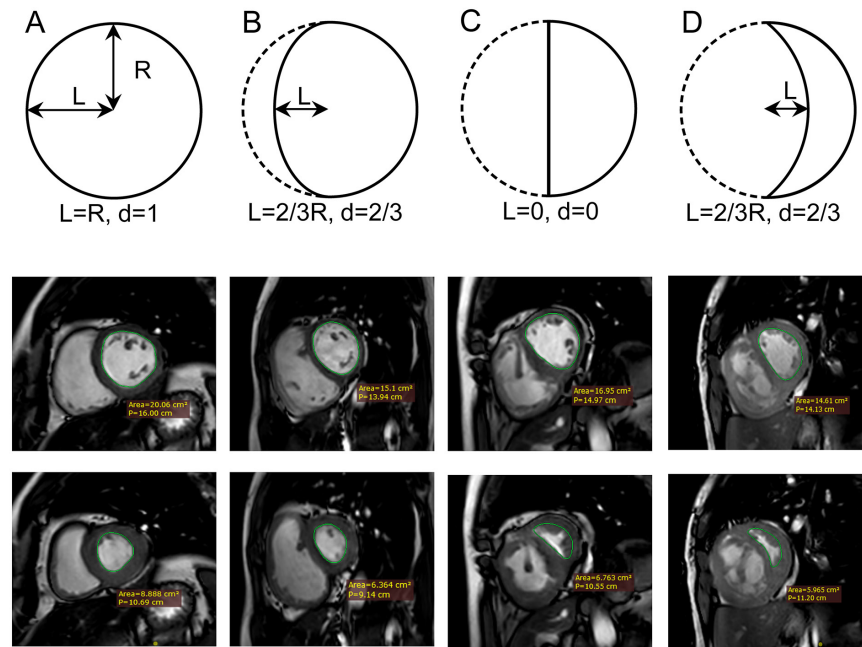 A
B
C
D
R
L
L
L
L=R, d=1
L=2/3R, d=2/3
L=0, d=0
L=2/3R, d=2/3
Area=20.06 cm²
P=16.00 cm
Area=15.1 cm²
P=13.94 cm
Area=16.95 cm²
P=14.97 cm
Area=14.61 cm²
P=14.13 cm
Area=8.888 cm²
P=10.69 cm
Area=6.364 cm²
P=9.14 cm
Area=6.763 cm²
P=10.55 cm
Area=5.965 cm²
P=11.20 cm